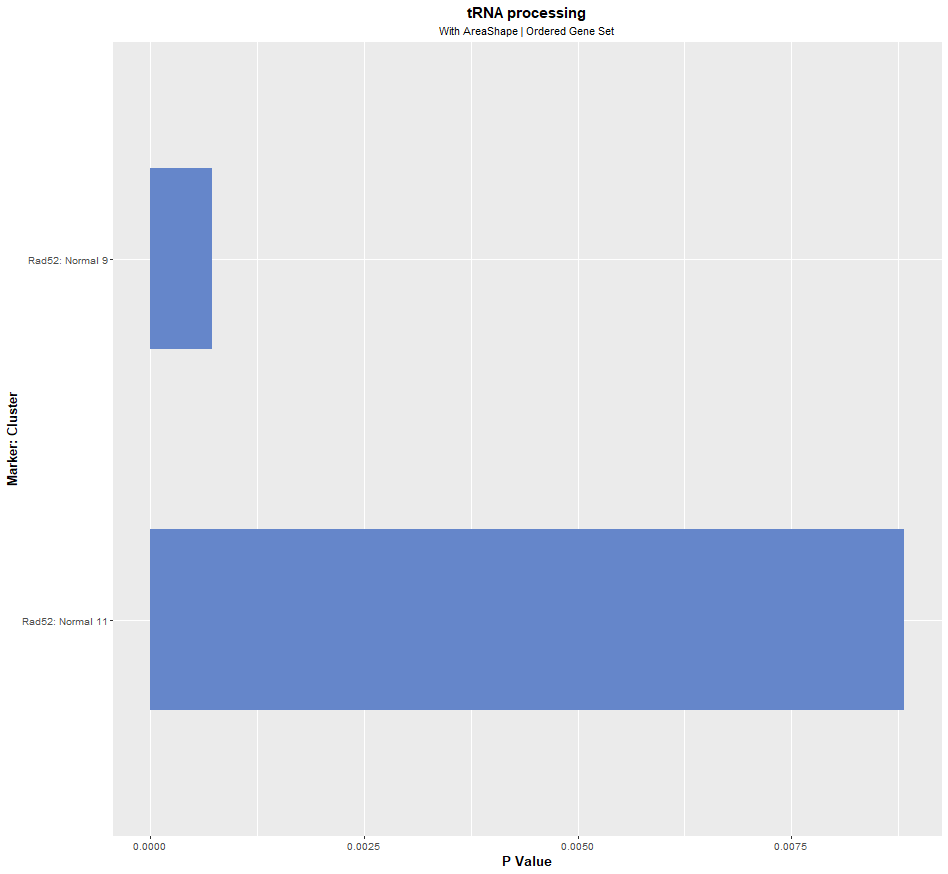 tRNA processing
With AreaShape | Ordered Gene Set
Marker: Cluster
Rad52: Normal 9
Rad52: Normal 11
0.0000
0.0025
0.0050
0.0075
P Value